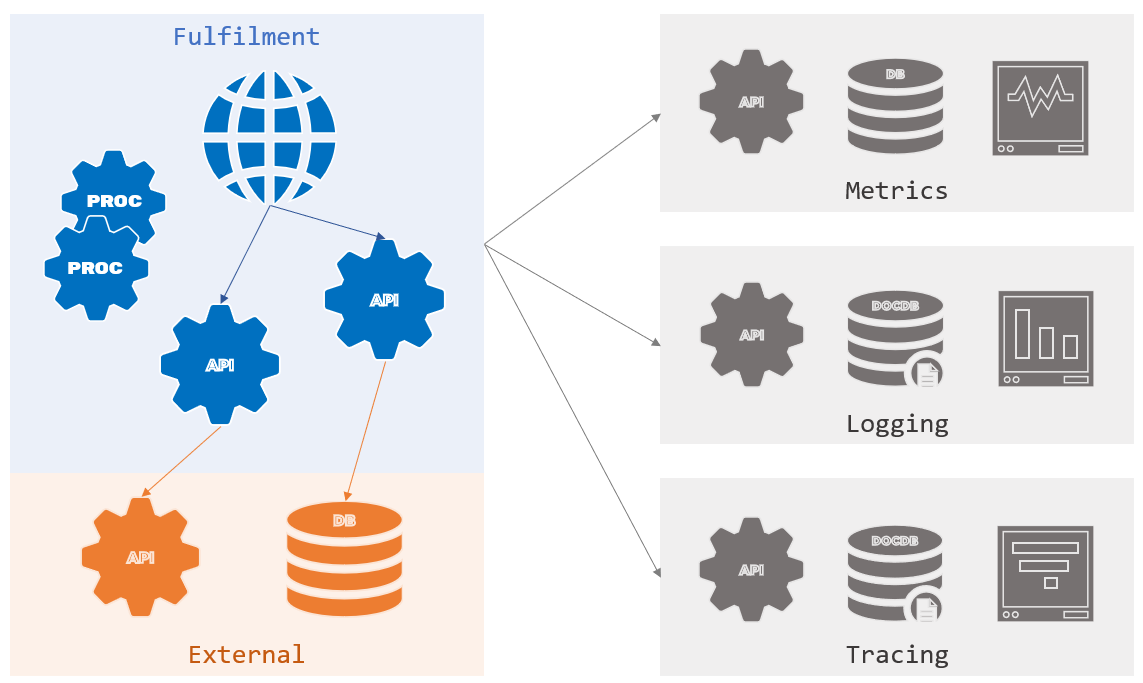 Fulfilment
PROC
PROC
API
API
API
DB
External
API
DB
Metrics
API
DOCDB
Logging
API
DOCDB
Tracing